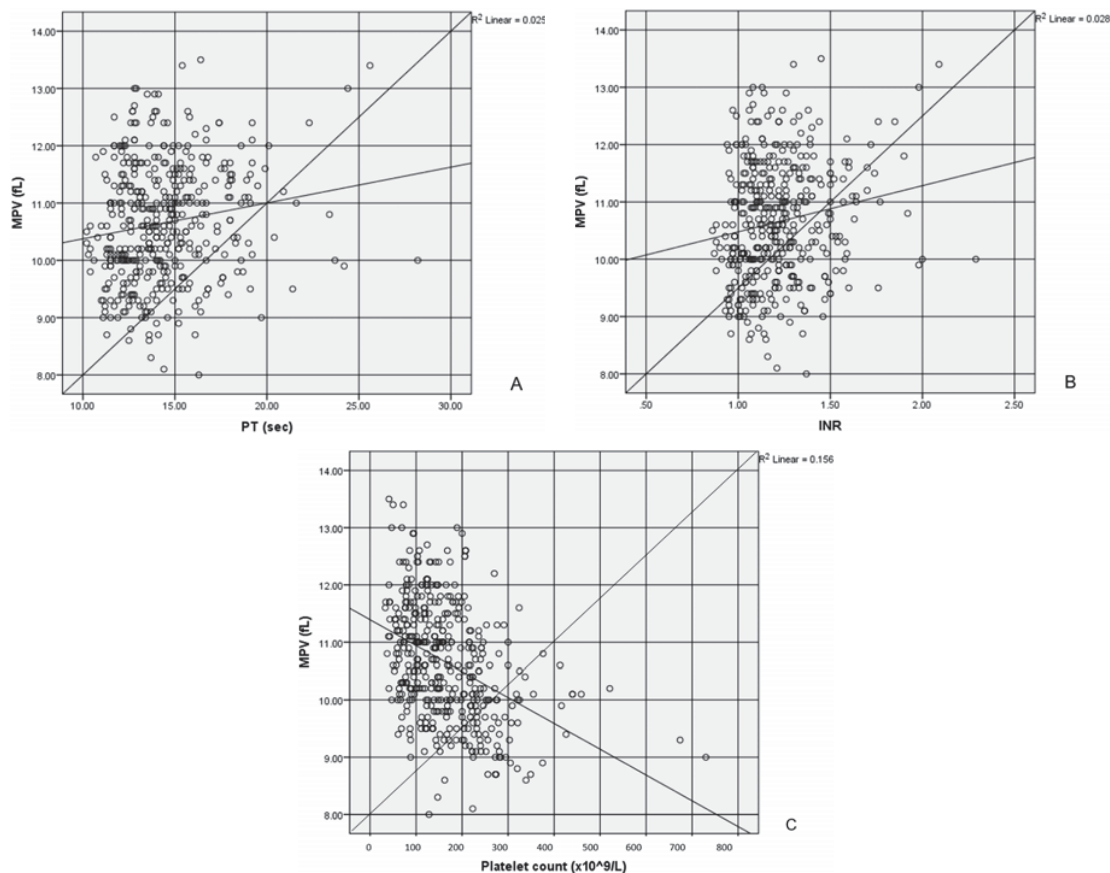 R2 Linear = 0.025
14.00
13.00
12.00
11.00
10.00
9.00
8.00
MPV (fL)
10.00 15.00 20.00 25.00 30.00
PT (sec)
A
R2 Linear = 0.028
14.00
13.00
12.00
11.00
10.00
9.00
8.00
MPV (fL)
.50 1.00 1.50 2.00 2.50
INR
B
R2 Linear = 0.156
14.00
13.00
12.00
11.00
10.00
9.00
8.00
MPV (fL)
0 100 200 200 400 500 600 700 800
Platelet count (x10^9/L)
C